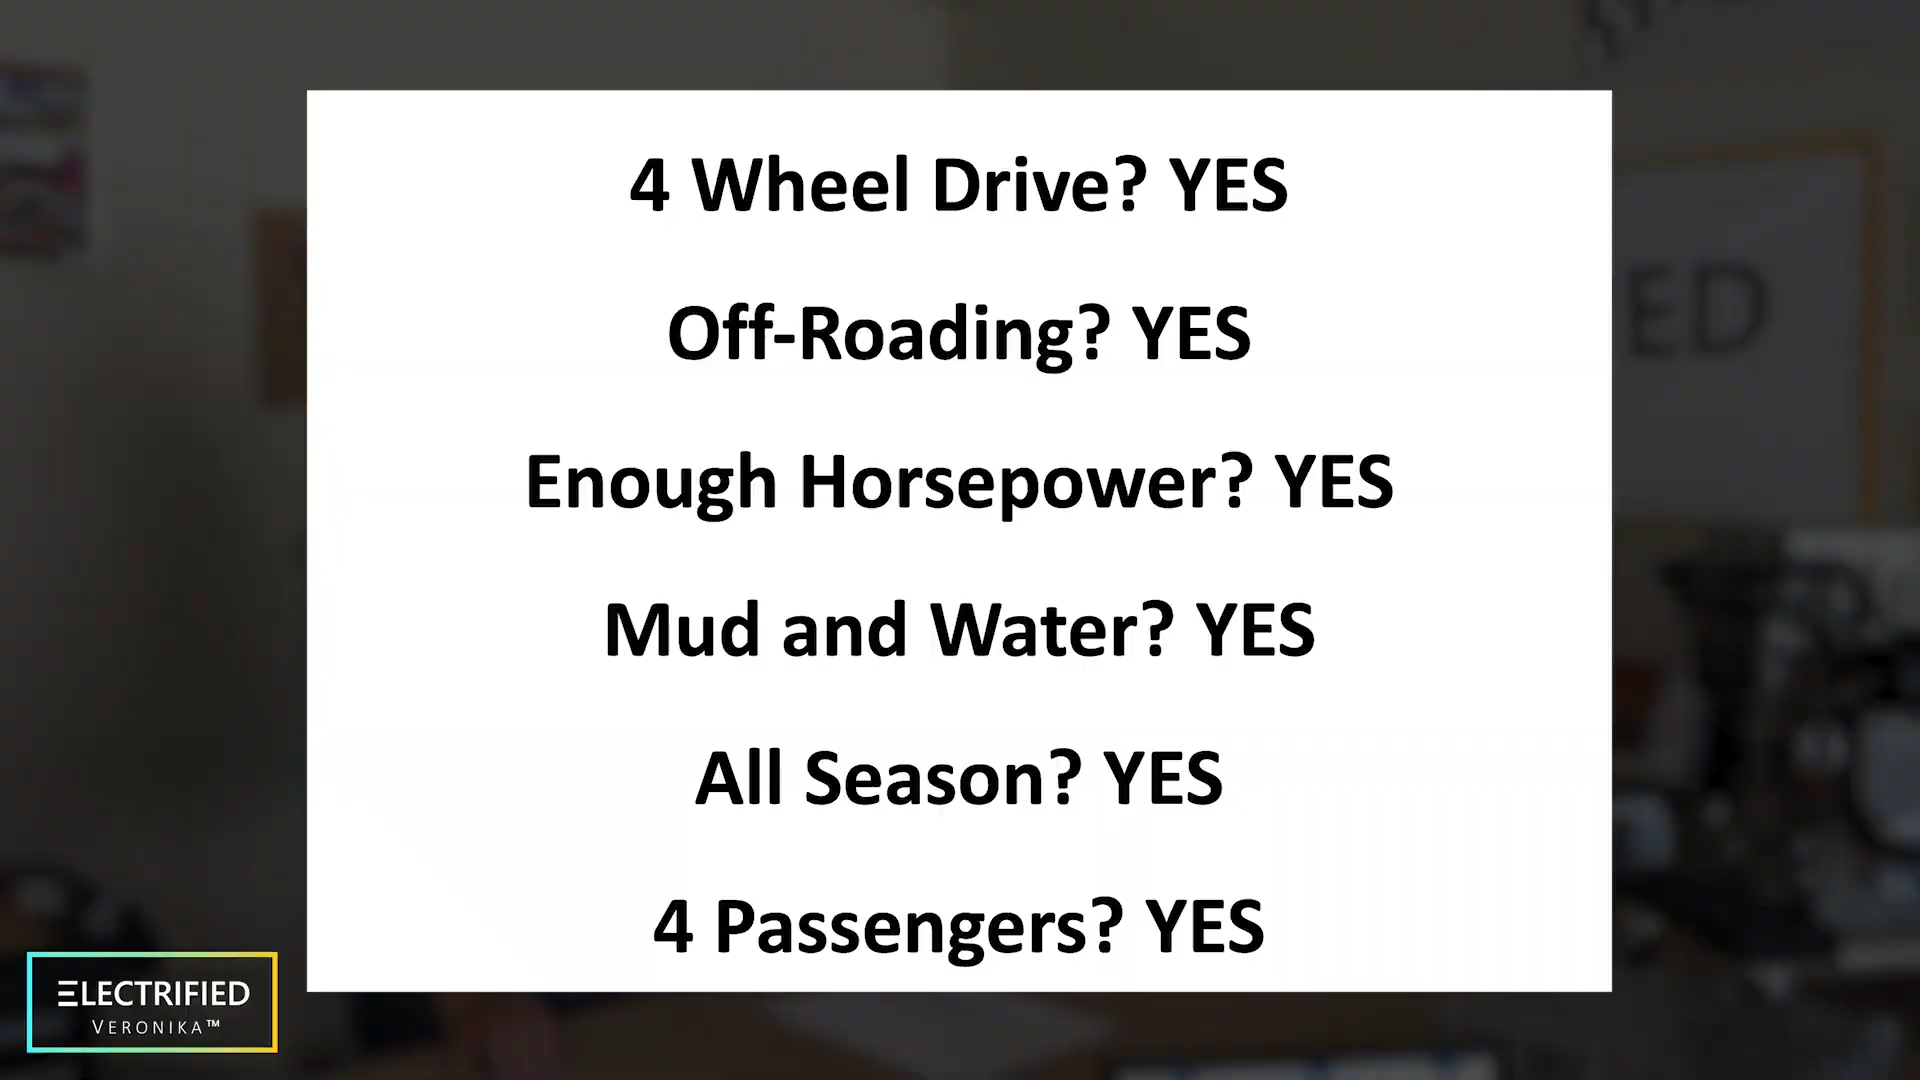 4 Wheel Drive? YES
Off-Roading? YES
ED
Enough Horsepower? YES
Mud and Water? YES
All Season? YES
4 Passengers? YES
ELECTRIFIED
VERONIKA™